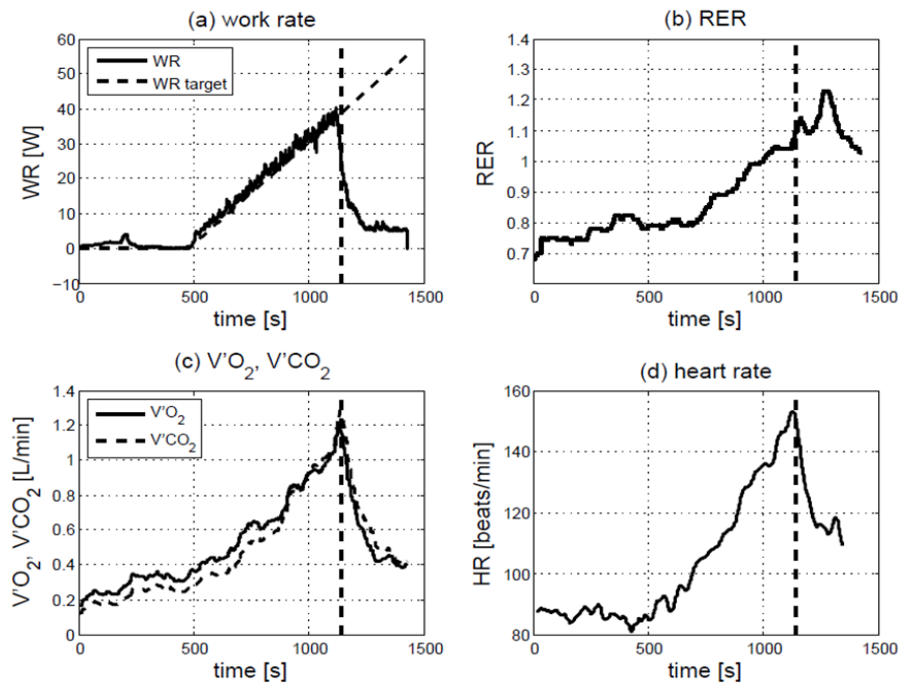 (a) work rate
60
50
40
30
20
10
0
−10
WR [W]
WR
WR target
0
500
1000
1500
time [s]
(b) RER
1.4
1.3
1.2
1.1
1
0.9
0.8
0.7
RER
0
500
1000
1500
time [s]
(c) V'O2, V'CO2
1.4
1.2
1
0.8
0.6
0.4
0.2
0
V'O2, V'CO2 [L/min]
V'O2
V'CO2
0
500
1000
1500
time [s]
(d) heart rate
160
140
120
100
80
HR [beats/min]
0
500
1000
1500
time [s]